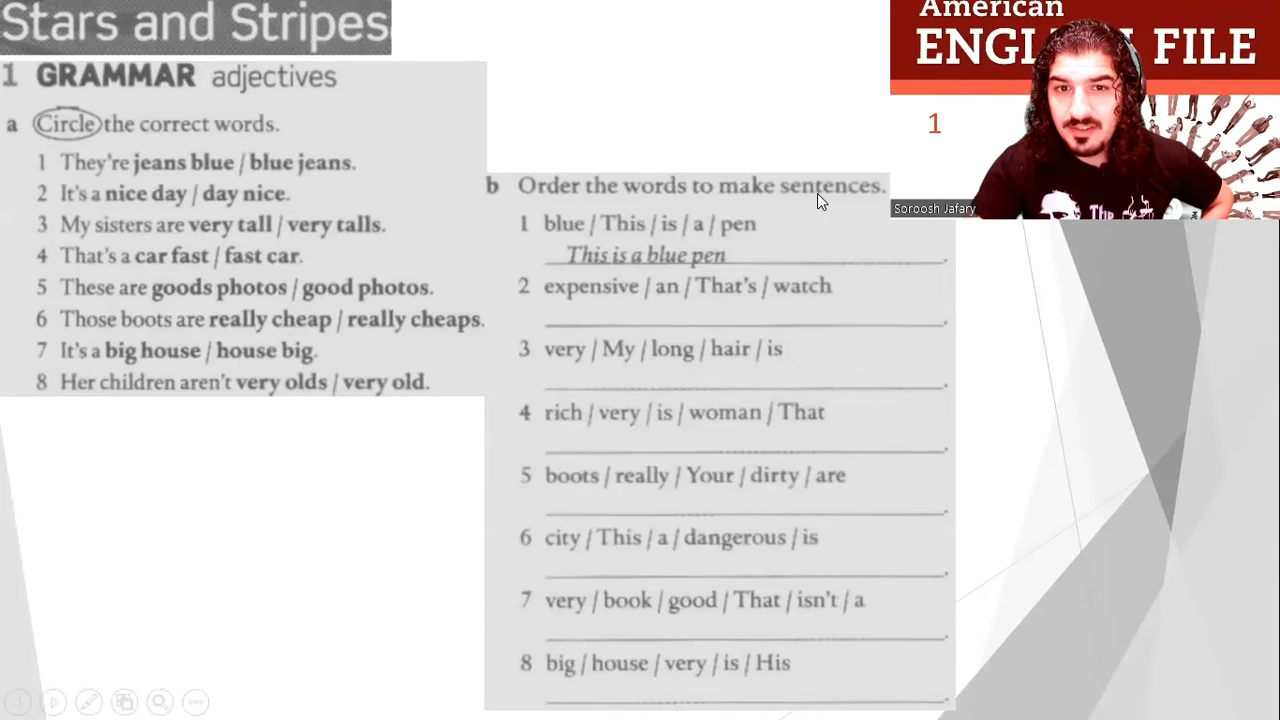 Stars and Stripes
1 GRAMMAR adjectives
a Circle the correct words.
1 They're jeans blue / blue jeans.
2 It's a nice day / day nice.
3 My sisters are very tall / very talls.
4 That's a car fast / fast car.
5 These are goods photos / good photos.
6 Those boots are really cheap / really cheaps.
7 It's a big house / house big.
8 Her children aren't very olds / very old.
b Order the words to make sentences.
1 blue / This / is / a / pen
This is a blue pen.
2 expensive / an / That's / watch
3 very / My / long / hair / is
4 rich / very / is / woman / That
5 boots / really / Your / dirty / are
6 city / This / a / dangerous / is
7 very / book / good / That / isn't / a
8 big / house / very / is / His
American
ENGL FILE
1
The
Soroosh Jafary